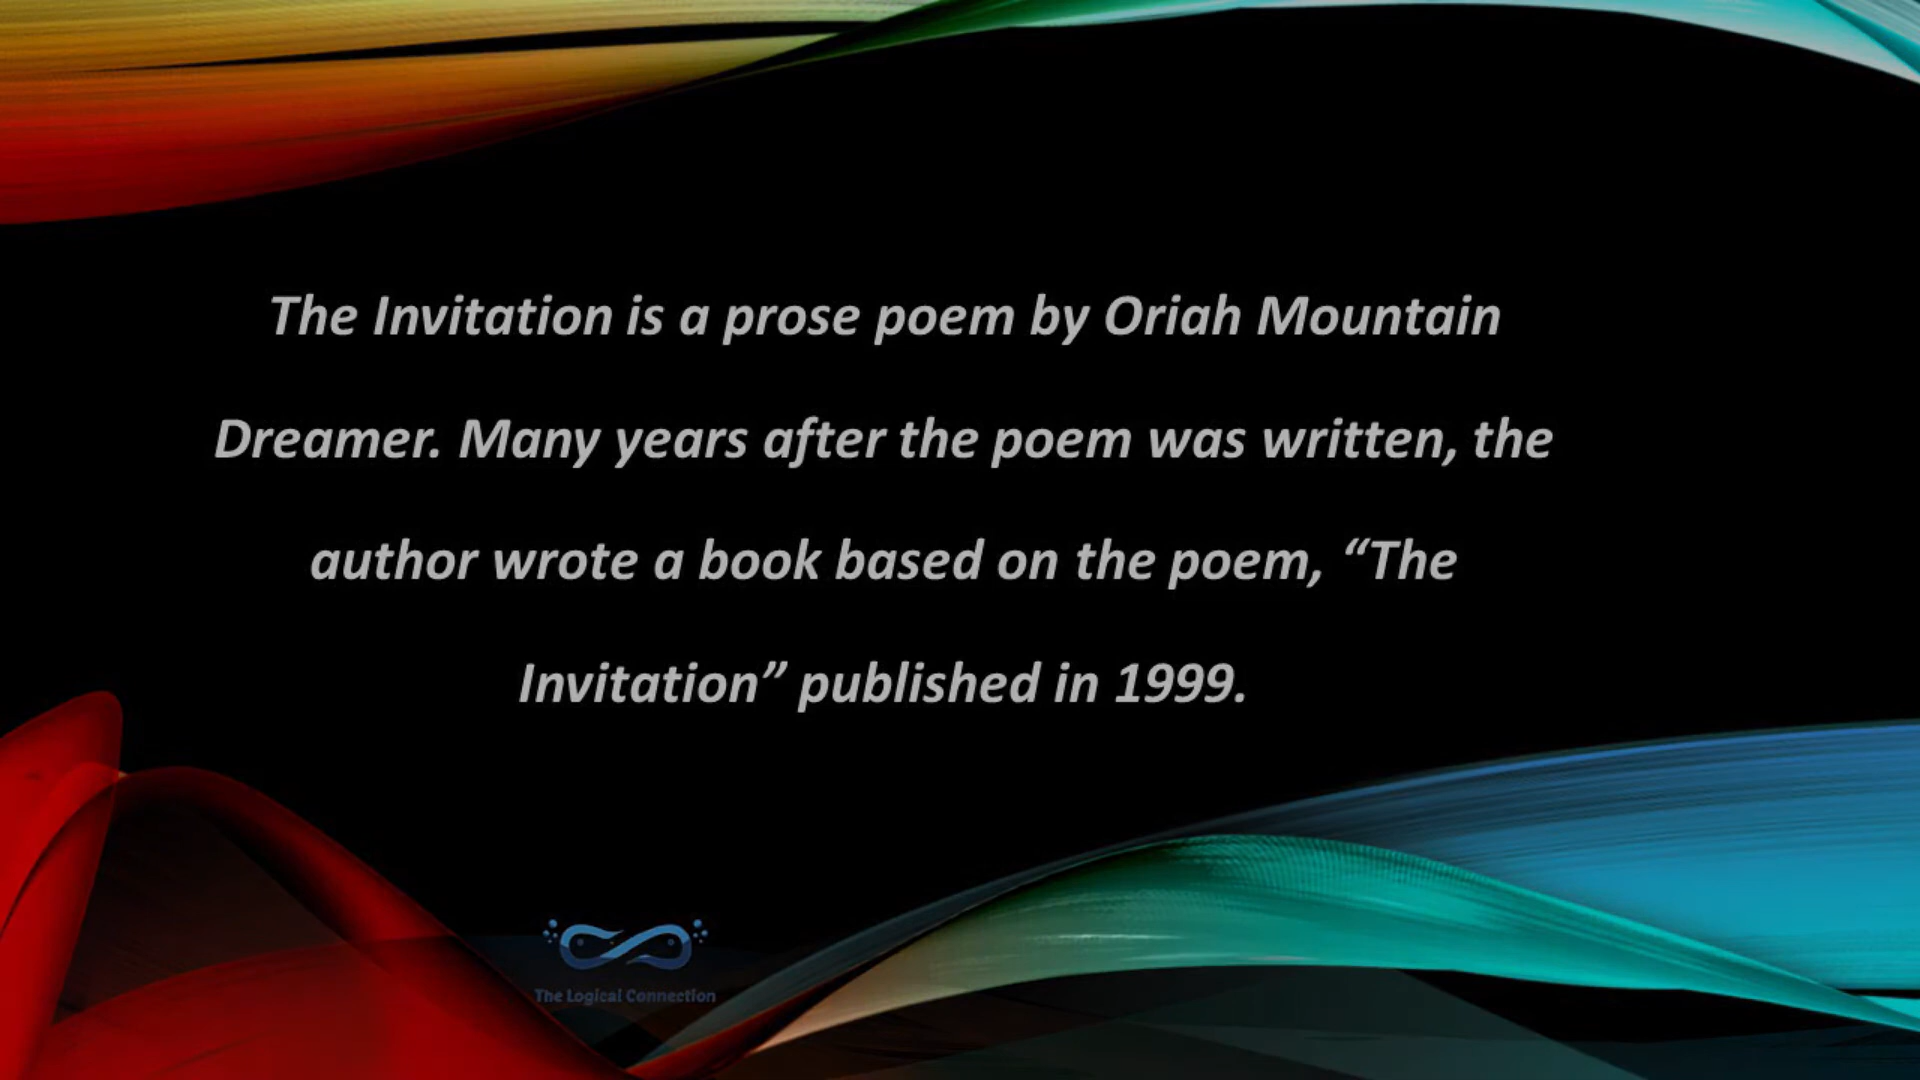 The Invitation is a prose poem by Oriah Mountain
Dreamer. Many years after the poem was written, the
author wrote a book based on the poem, “The
Invitation” published in 1999.
The Logical Connection